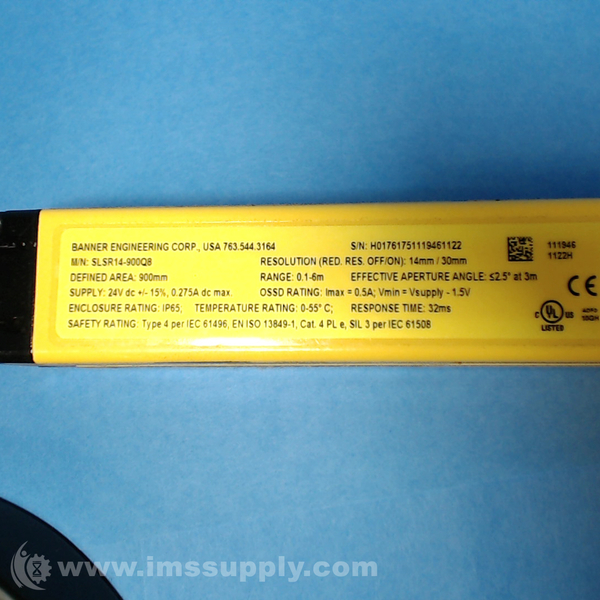 BANNER ENGINEERING CORP., USA 763.544.3164 S/N: H01761751119461122
M/N: SLSR14-900Q8 RESOLUTION (RED. RES. OFF/ON): 14mm / 30mm
DEFINED AREA: 900mm RANGE: 0.1-6m EFFECTIVE APERTURE ANGLE: ≤2.5° at 3m
SUPPLY: 24V dc +/- 15%, 0.275A dc max. OSSD RATING: Imax = 0.5A; Vmin = Vsupply - 1.5V
ENCLOSURE RATING: IP65, TEMPERATURE RATING: 0-55° C; RESPONSE TIME: 32ms
SAFETY RATING: Type 4 per IEC 61496, EN ISO 13849-1, Cat. 4 PL e, SIL 3 per IEC 61508
111946
1122H
CE
C UL US
LISTED
www.imssupply.com